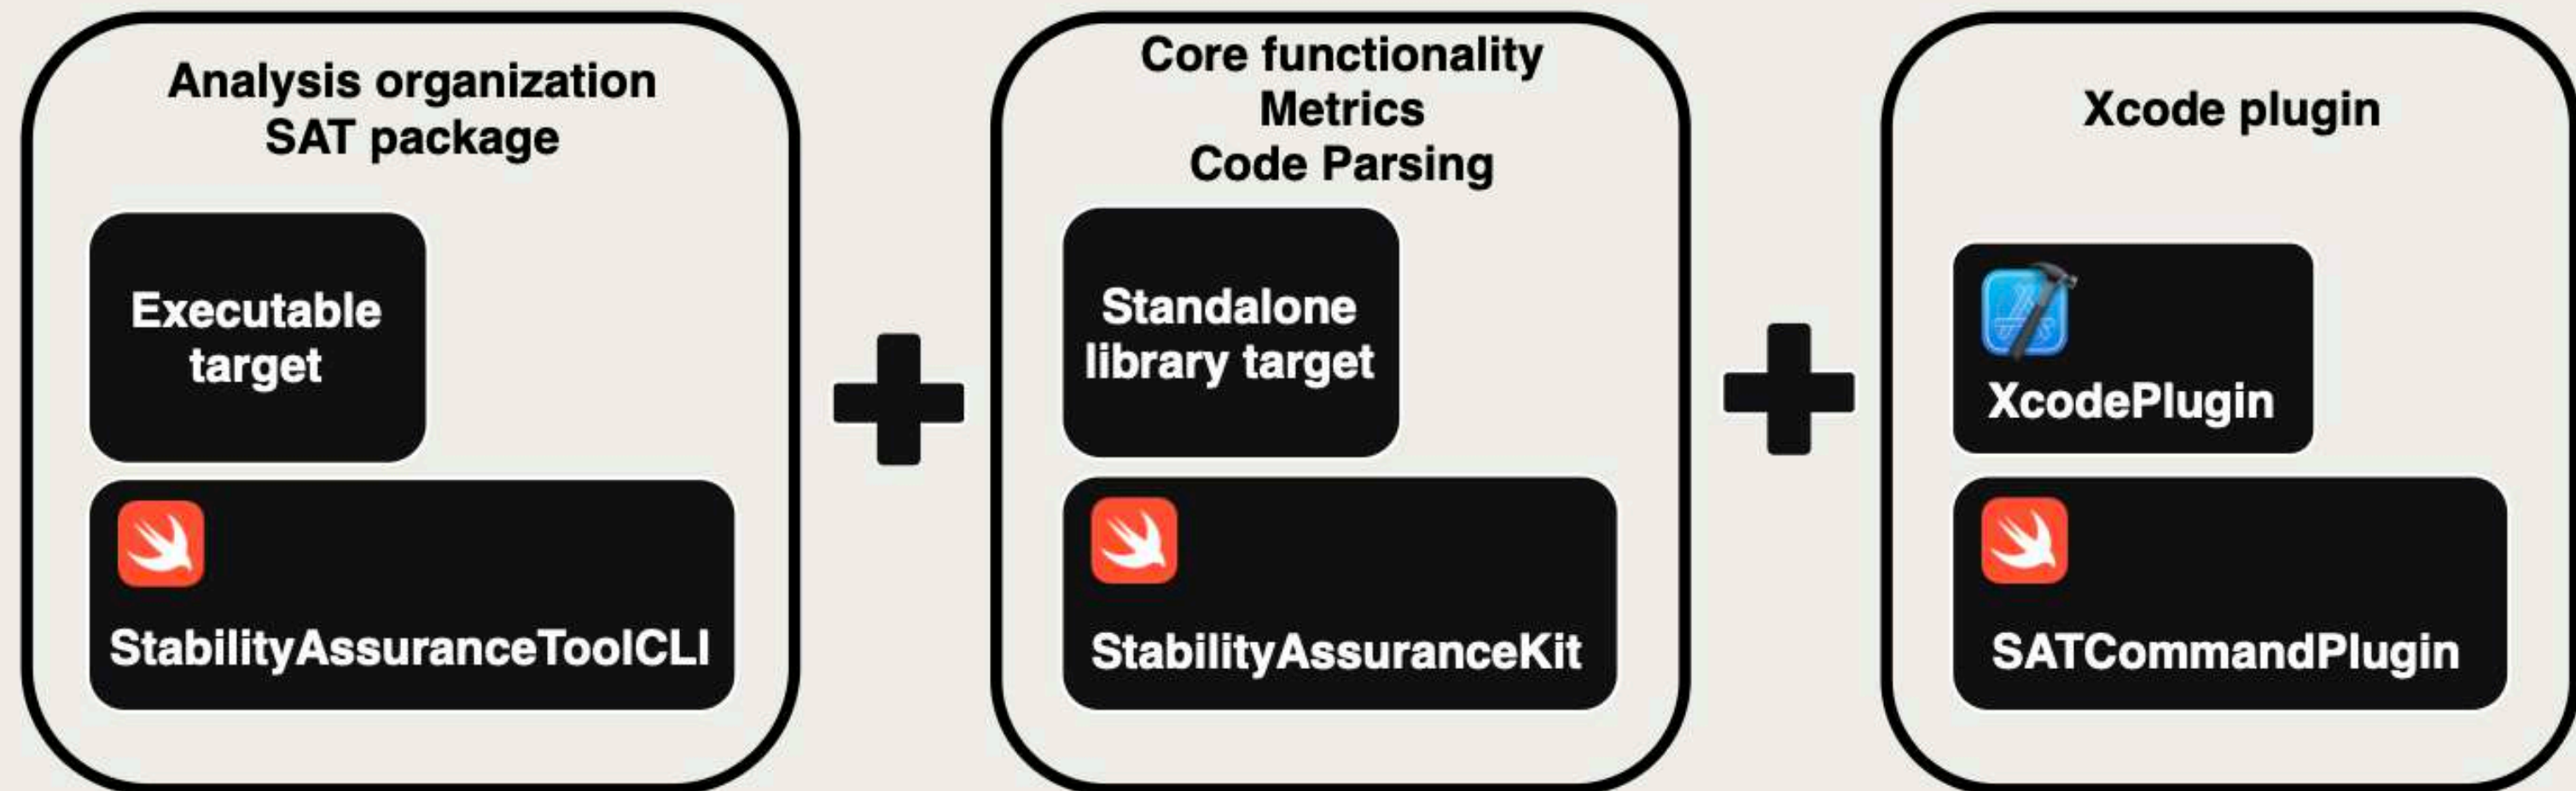 Analysis organization
SAT package
Executable
target
StabilityAssuranceToolCLI
Core functionality
Metrics
Code Parsing
Standalone
library target
StabilityAssuranceKit
Xcode plugin
XcodePlugin
SATCommandPlugin